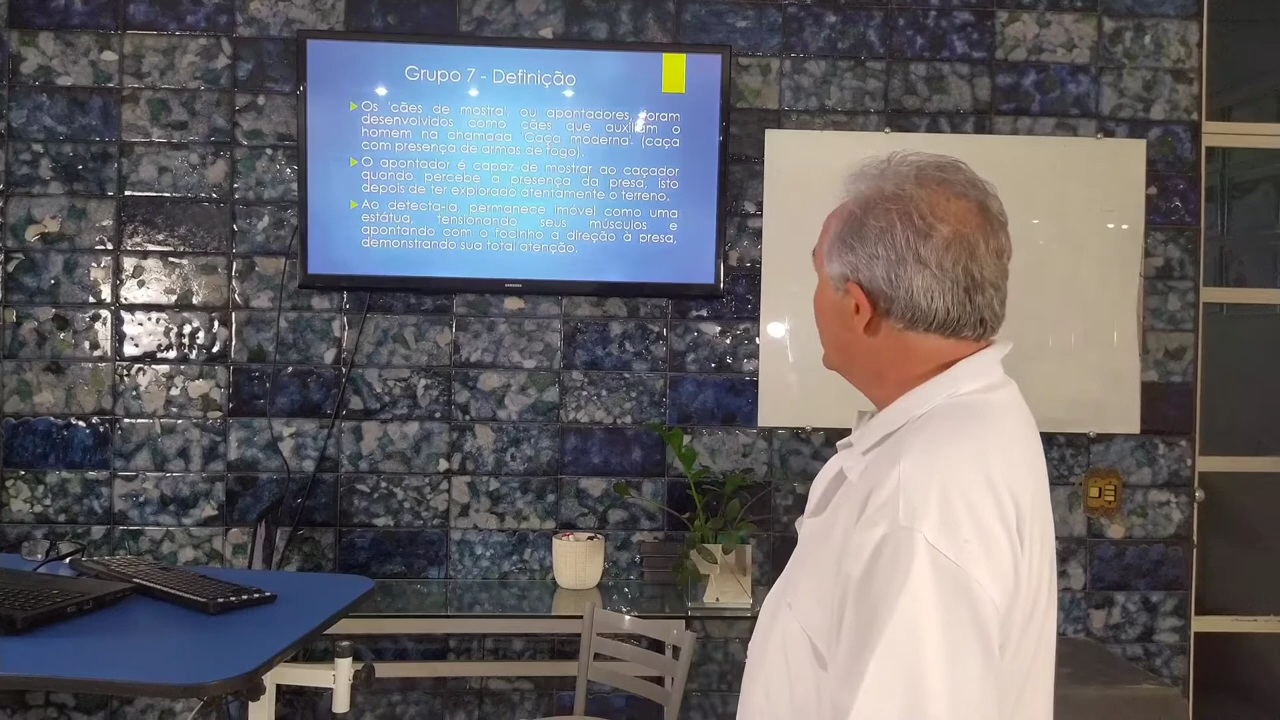 Grupo 7 - Definição
Os 'cães de mostra', ou apontadores, foram
desenvolvidos como cães que auxiliam o
homem na chamada 'Caça moderna' (caça
com presença de armas de fogo).
O apontador é capaz de mostrar ao caçador
quando percebe a presença da presa, isto
depois de ter explorado atentamente o terreno.
Ao detecta-la, permanece imóvel como uma
estátua, tensionando seus músculos e
apontando com o focinho a direção à presa,
demonstrando sua total atenção.
SAMSUNG